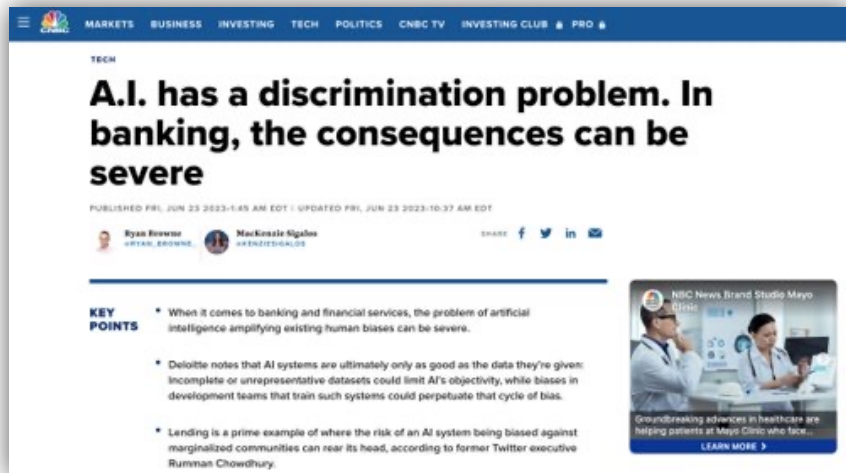 CNBC MARKETS BUSINESS INVESTING TECH POLITICS CNBC TV INVESTING CLUB PRO
TECH
A.I. has a discrimination problem. In
banking, the consequences can be
severe
PUBLISHED FRI, JUN 23 2023•1:45 AM EDT | UPDATED FRI, JUN 23 2023•10:37 AM EDT
Ryan Browne
@RYAN_BROWNE_
MacKenzie Sigalos
@KENZIESIGALOS
SHARE
KEY
POINTS
• When it comes to banking and financial services, the problem of artificial
intelligence amplifying existing human biases can be severe.
• Deloitte notes that AI systems are ultimately only as good as the data they're given:
Incomplete or unrepresentative datasets could limit AI's objectivity, while biases in
development teams that train such systems could perpetuate that cycle of bias.
• Lending is a prime example of where the risk of an AI system being biased against
marginalized communities can rear its head, according to former Twitter executive
Rumman Chowdhury.
NBC News Brand Studio Mayo
Clinic
Groundbreaking advances in healthcare are
helping patients at Mayo Clinic who face...
LEARN MORE >